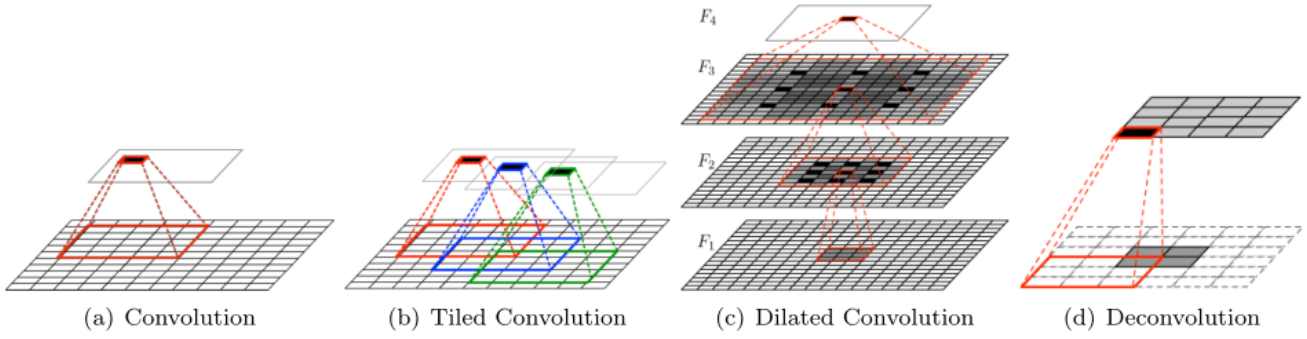 F4
F3
F2
F1
(a) Convolution
(b) Tiled Convolution
(c) Dilated Convolution
(d) Deconvolution